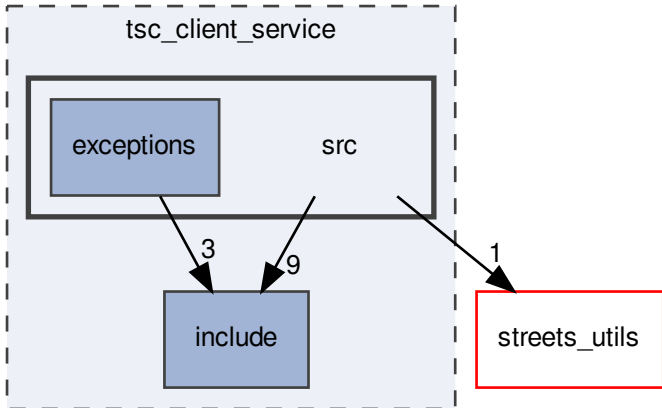 tsc_client_service
exceptions
src
3
9
1
include
streets_utils